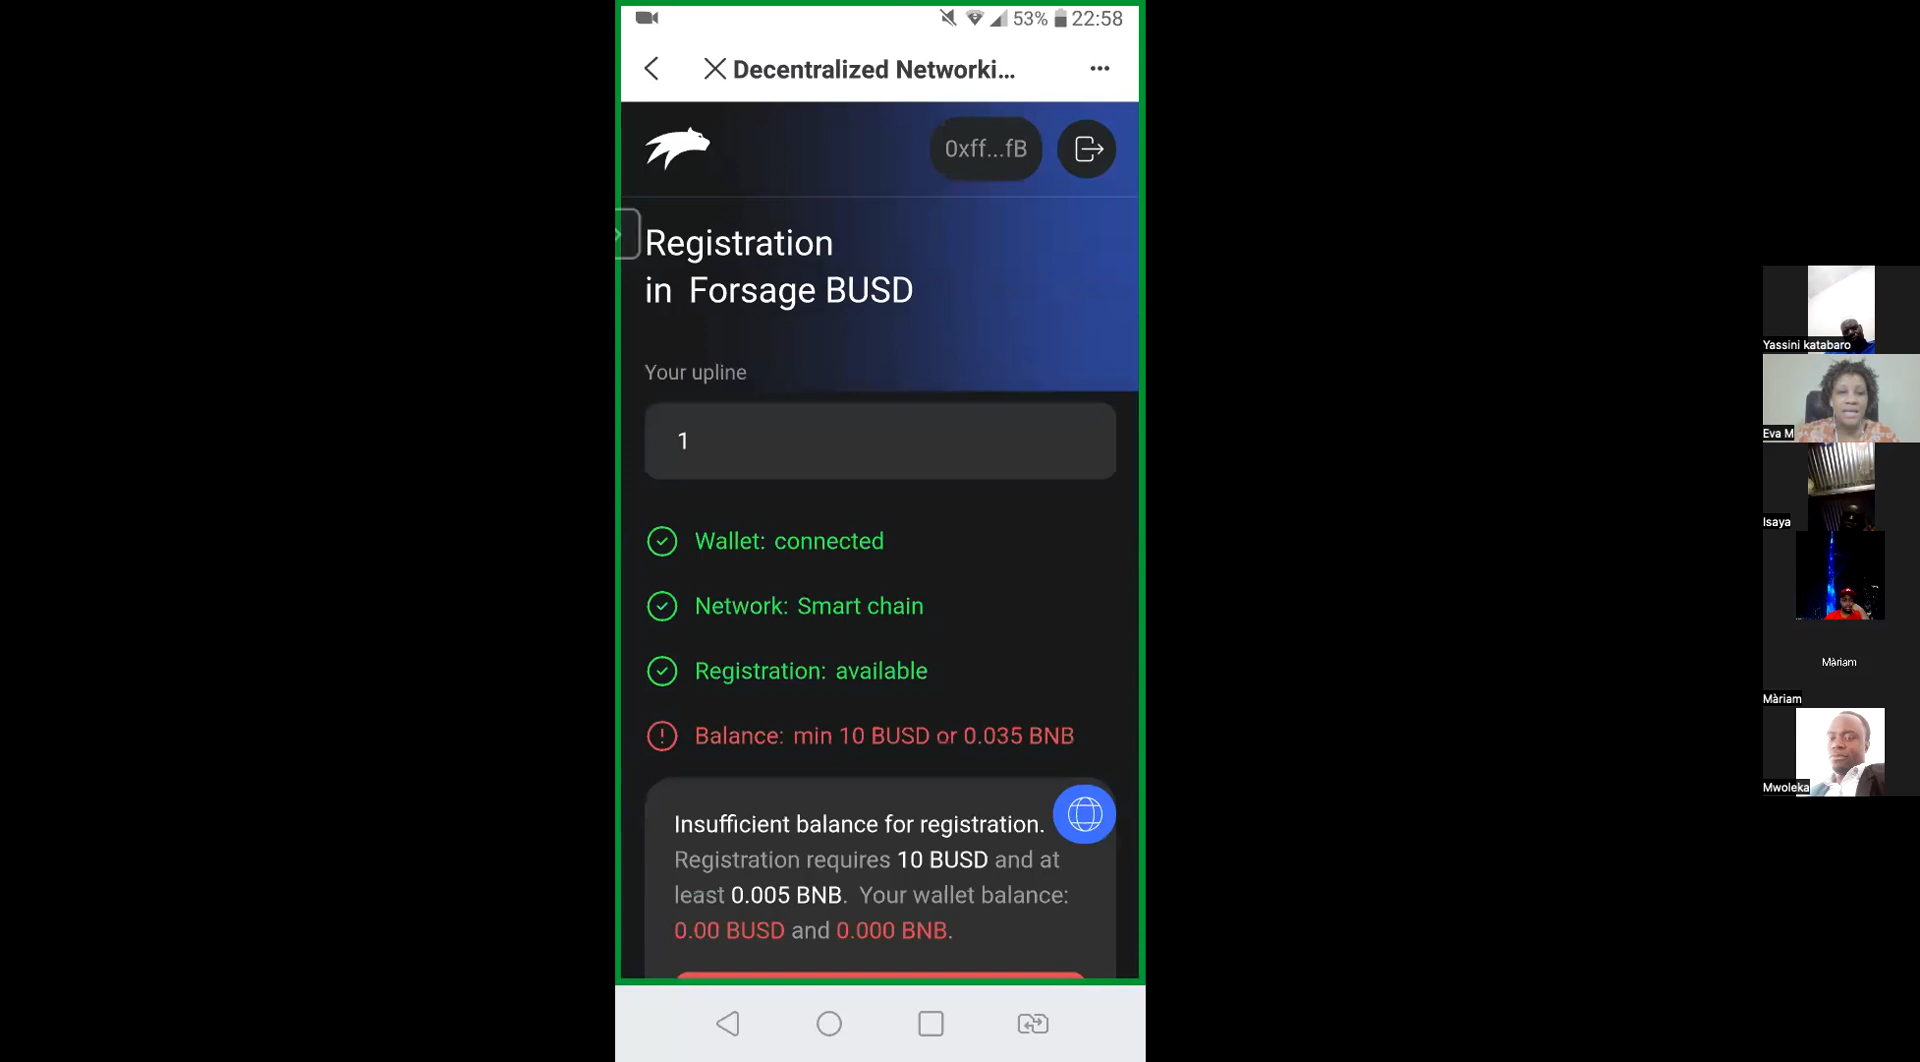 53% 22:58
Decentralized Networki...
0xff...fB
Registration
in Forsage BUSD
Your upline
1
Wallet: connected
Network: Smart chain
Registration: available
Balance: min 10 BUSD or 0.035 BNB
Insufficient balance for registration.
Registration requires 10 BUSD and at
least 0.005 BNB. Your wallet balance:
0.00 BUSD and 0.000 BNB.
Yassini katabaro
Eva M
Isaya
Màriam
Màriam
Mwoleka